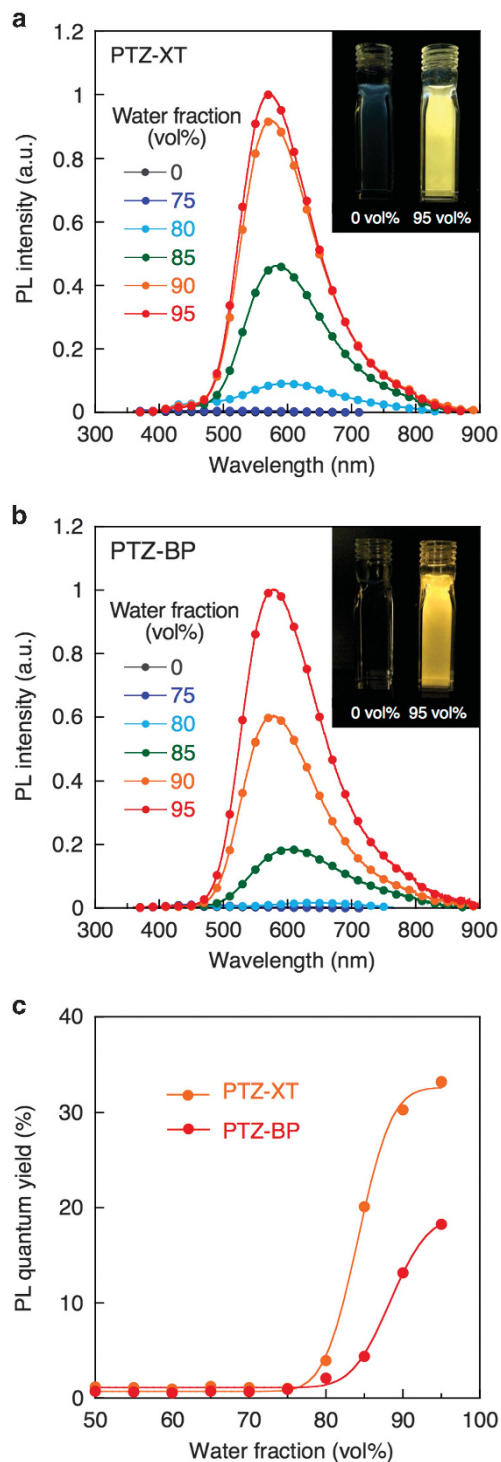 a
PTZ-XT
Water fraction
(vol%)
0
75
80
85
90
95
0 vol% 95 vol%
1.2
1
0.8
0.6
0.4
0.2
0
PL intensity (a.u.)
300 400 500 600 700 800 900
Wavelength (nm)
b
PTZ-BP
Water fraction
(vol%)
0
75
80
85
90
95
0 vol% 95 vol%
1.2
1
0.8
0.6
0.4
0.2
0
PL intensity (a.u.)
300 400 500 600 700 800 900
Wavelength (nm)
c
PTZ-XT
PTZ-BP
40
30
20
10
0
PL quantum yield (%)
50 60 70 80 90 100
Water fraction (vol%)